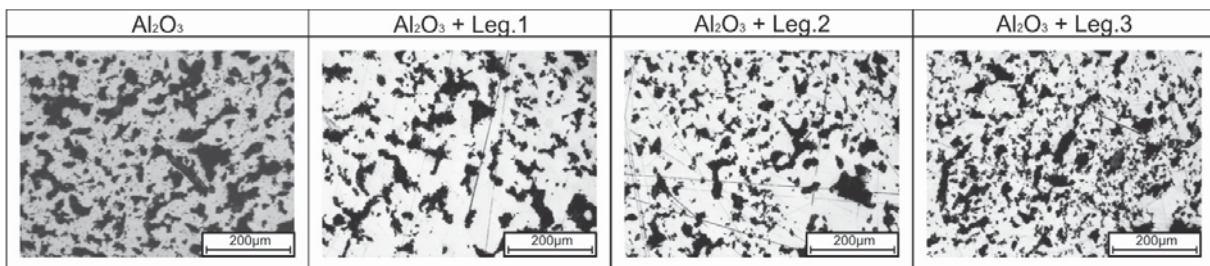 Al₂O₃
Al₂O₃ + Leg.1
Al₂O₃ + Leg.2
Al₂O₃ + Leg.3
200µm
200µm
200µm
200µm